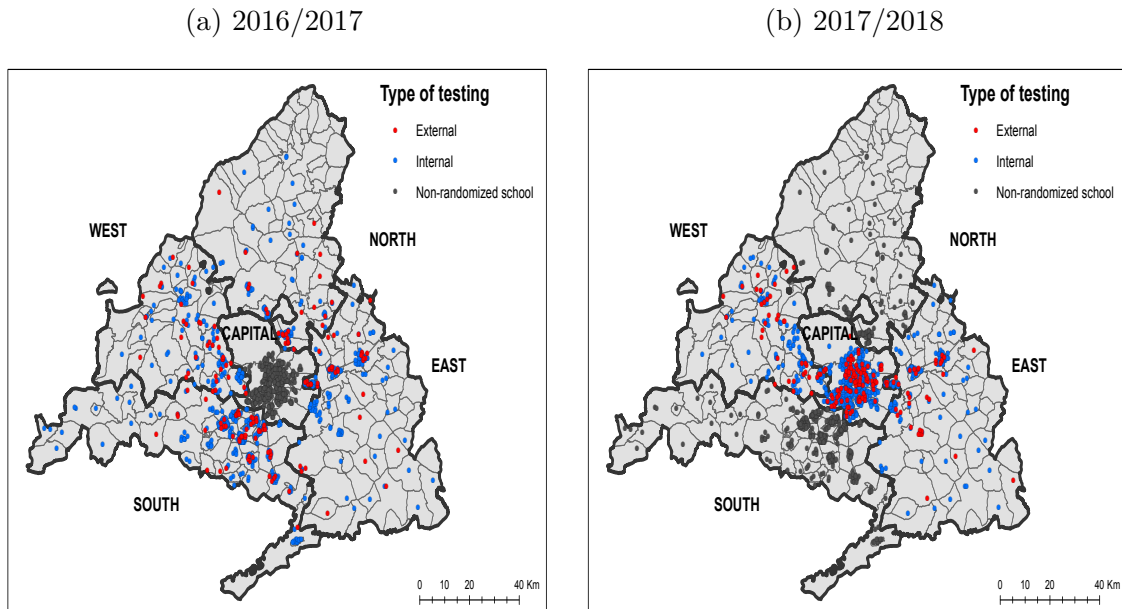 (a) 2016/2017
Type of testing
External
Internal
Non-randomized school
WEST
NORTH
CAPITAL
EAST
SOUTH
0 10 20 40 Km
(b) 2017/2018
Type of testing
External
Internal
Non-randomized school
WEST
NORTH
CAPITAL
EAST
SOUTH
0 10 20 40 Km